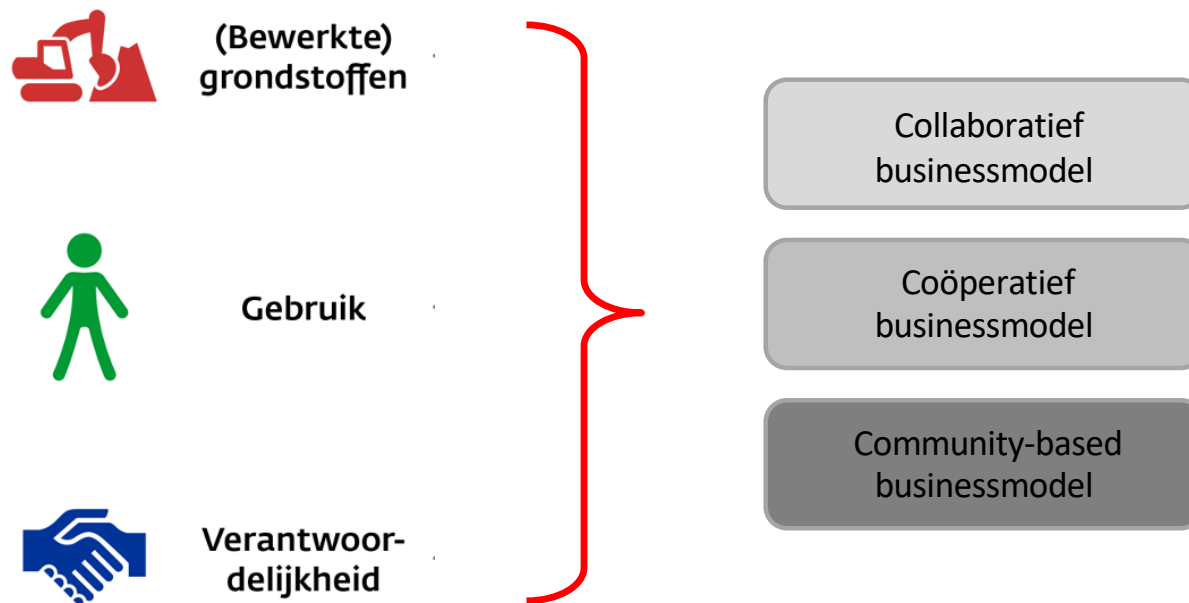 (Bewerkte)
grondstoffen
Gebruik
Verantwoor-
delijkheid
Collaboratief
businessmodel
Coöperatief
businessmodel
Community-based
businessmodel